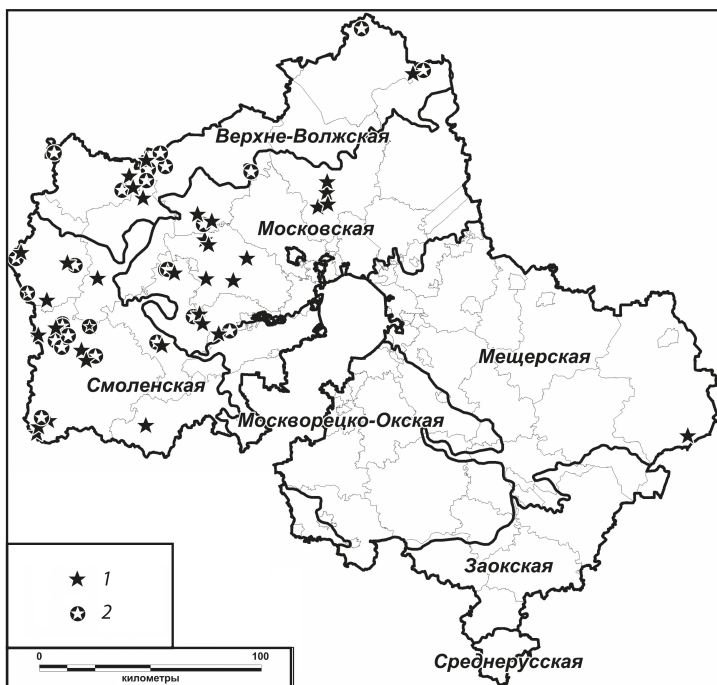 Верхне-Волжская
Московская
Мещерская
Смоленская
Москворецко-Окская
Заокская
Среднерусская
1
2
0 100
километры